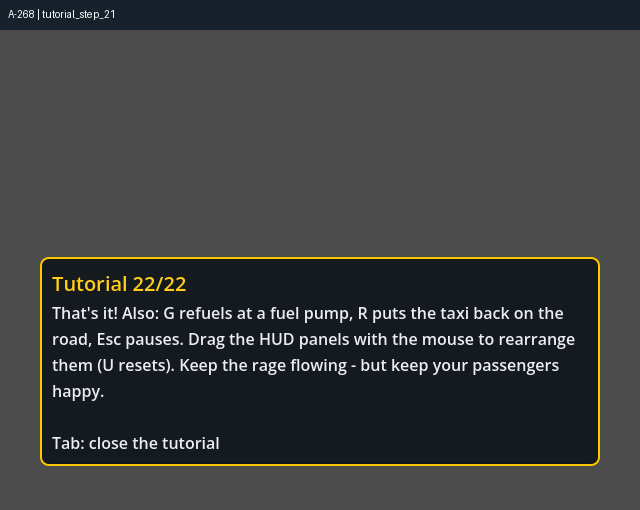 A-268 | tutorial_step_21
Tutorial 22/22
That's it! Also: G refuels at a fuel pump, R puts the taxi back on the
road, Esc pauses. Drag the HUD panels with the mouse to rearrange
them (U resets). Keep the rage flowing - but keep your passengers
happy.
Tab: close the tutorial